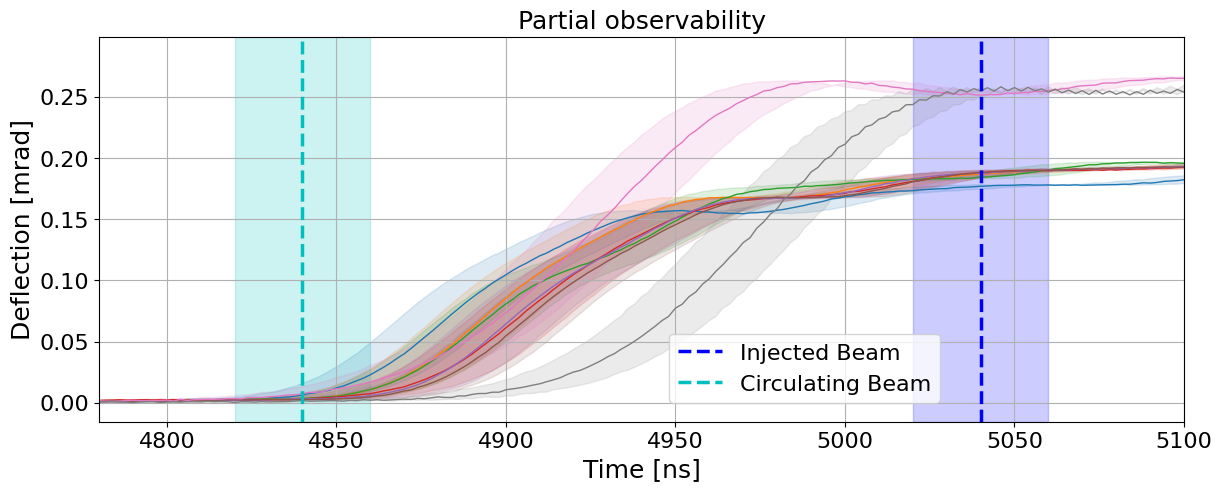 Partial observability
Deflection [mrad]
0.25
0.20
0.15
0.10
0.05
0.00
Injected Beam
Circulating Beam
4800 4850 4900 4950 5000 5050 5100
Time [ns]